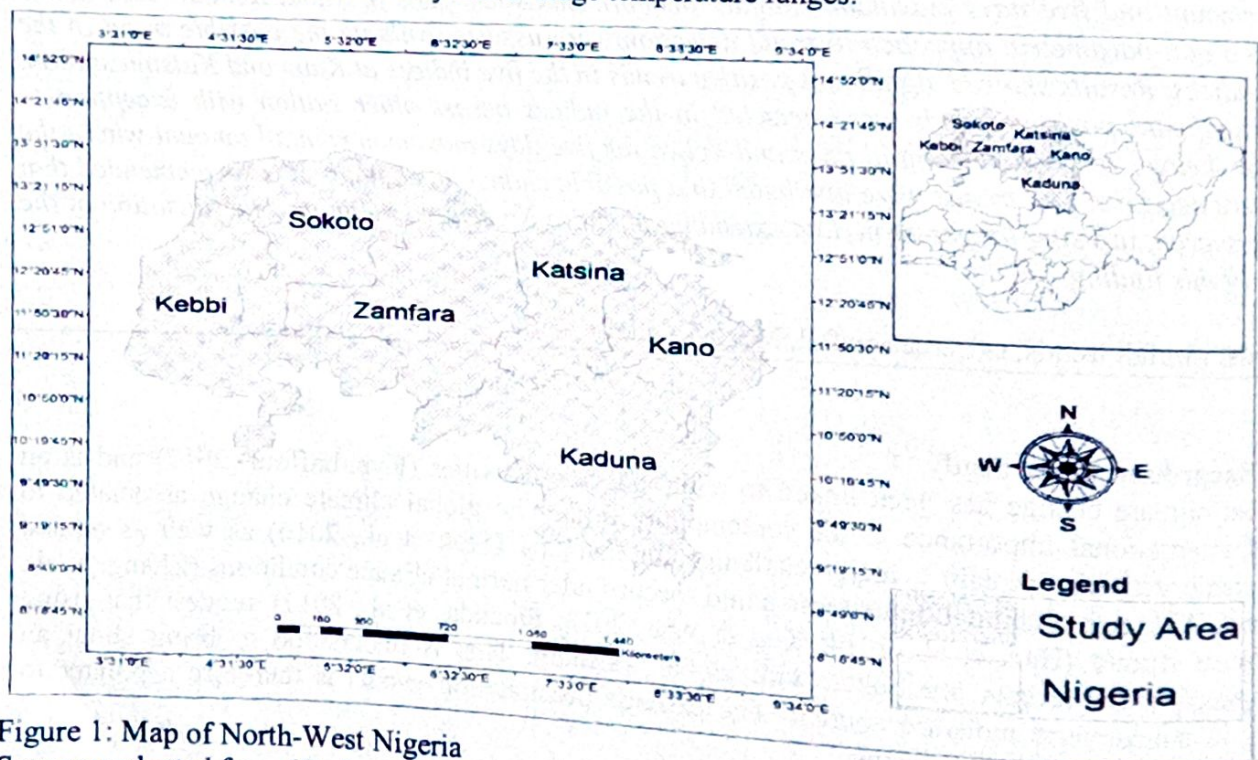 3°31'0"E 4°31'30"E 5°32'0"E 6°32'30"E 7°33'0"E 8°33'30"E 9°34'0"E
14°52'0"N
14°21'45"N
13°51'30"N
13°21'15"N
12°51'0"N
12°20'45"N
11°50'30"N
11°20'15"N
10°50'0"N
10°19'45"N
9°49'30"N
8°49'0"N
8°18'45"N
Sokoto
Katsina
Kebbi
Zamfara
Kano
Kaduna
0 360 720 1,440
3°31'0"E 4°31'30"E 5°32'0"E 6°32'30"E 7°33'0"E 8°33'30"E 9°34'0"E
14°52'0"N
14°21'45"N
13°51'30"N
13°21'15"N
12°51'0"N
12°20'45"N
11°50'30"N
11°20'15"N
10°50'0"N
10°19'45"N
9°49'30"N
9°19'15"N
8°49'0"N
8°18'45"N
Sokoto Katsina
Kebbi Zamfara Kano
Kaduna
N
W E
S
Legend
Study Area
Nigeria
Figure 1: Map of North-West Nigeria